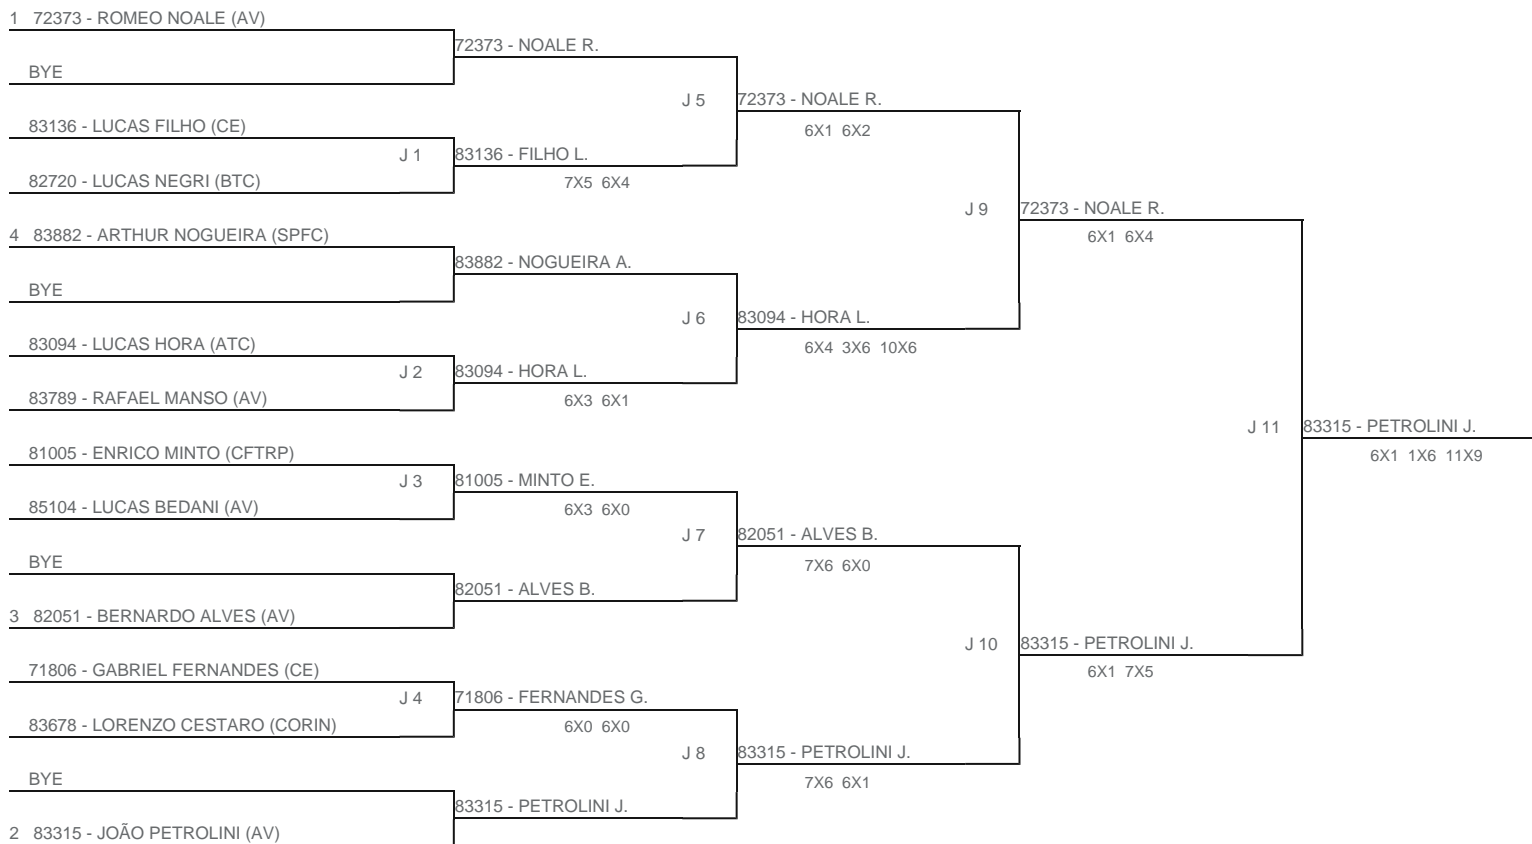 1 72373 - ROMEO NOALE (AV)
72373 - NOALE R.
BYE
J 5
72373 - NOALE R.
6X1 6X2
83136 - LUCAS FILHO (CE)
J 1
83136 - FILHO L.
7X5 6X4
82720 - LUCAS NEGRI (BTC)
J 9
72373 - NOALE R.
6X1 6X4
4 83882 - ARTHUR NOGUEIRA (SPFC)
83882 - NOGUEIRA A.
BYE
J 6
83094 - HORA L.
6X4 3X6 10X6
83094 - LUCAS HORA (ATC)
J 2
83094 - HORA L.
6X3 6X1
83789 - RAFAEL MANSO (AV)
J 11
83315 - PETROLINI J.
6X1 1X6 11X9
81005 - ENRICO MINTO (CFTRP)
J 3
81005 - MINTO E.
6X3 6X0
85104 - LUCAS BEDANI (AV)
J 7
82051 - ALVES B.
7X6 6X0
BYE
82051 - ALVES B.
3 82051 - BERNARDO ALVES (AV)
J 10
83315 - PETROLINI J.
6X1 7X5
71806 - GABRIEL FERNANDES (CE)
J 4
71806 - FERNANDES G.
6X0 6X0
83678 - LORENZO CESTARO (CORIN)
J 8
83315 - PETROLINI J.
7X6 6X1
BYE
83315 - PETROLINI J.
2 83315 - JOÃO PETROLINI (AV)